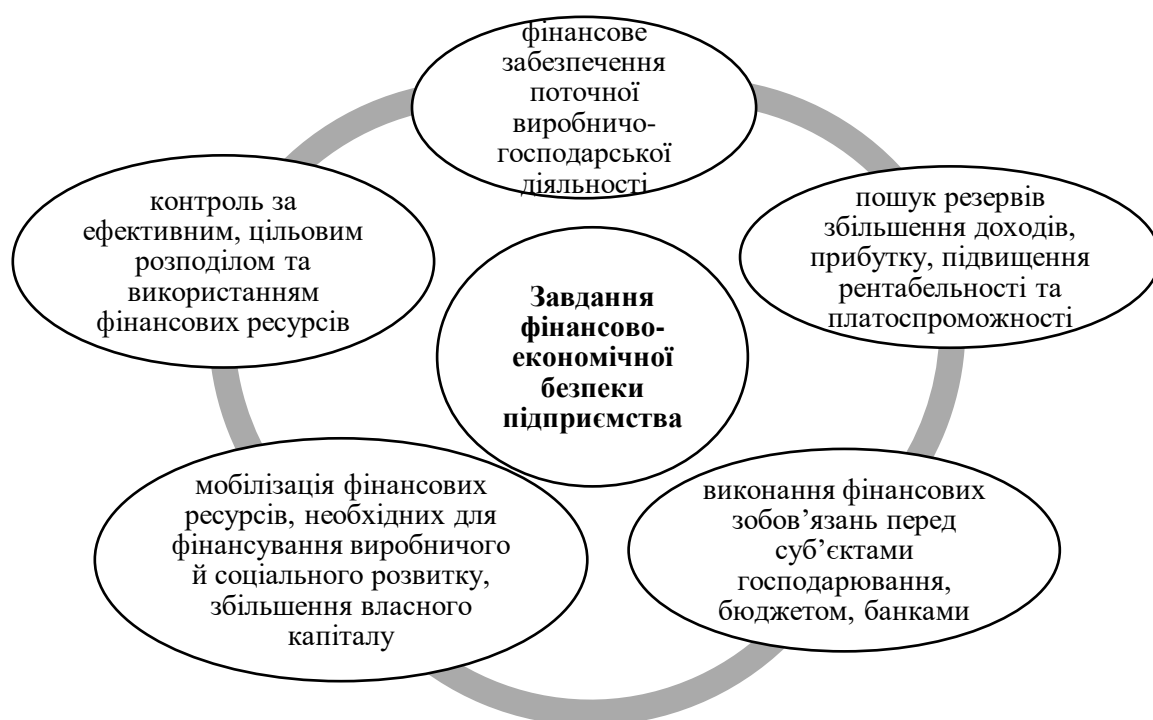 фінансове
забезпечення
поточної
виробничо-
господарської
діяльності
контроль за
ефективним, цільовим
розподілом та
використанням
фінансових ресурсів
пошук резервів
збільшення доходів,
прибутку, підвищення
рентабельності та
платоспроможності
Завдання
фінансово-
економічної
безпеки
підприємства
мобілізація фінансових
ресурсів, необхідних для
фінансування виробничого
й соціального розвитку,
збільшення власного
капіталу
виконання фінансових
зобов’язань перед
суб’єктами
господарювання,
бюджетом, банками